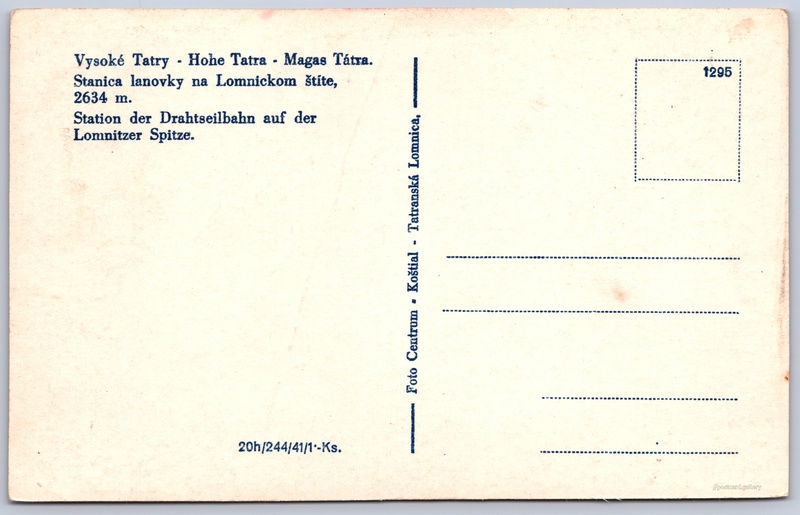 Vysoké Tatry - Hohe Tatra - Magas Tátra.
Stanica lanovky na Lomnickom štíte,
2634 m.
Station der Drahtseilbahn auf der
Lomnitzer Spitze.
20h/244/41/1·-Ks.
Foto Centrum - Koštial - Tatranská Lomnica,
1295